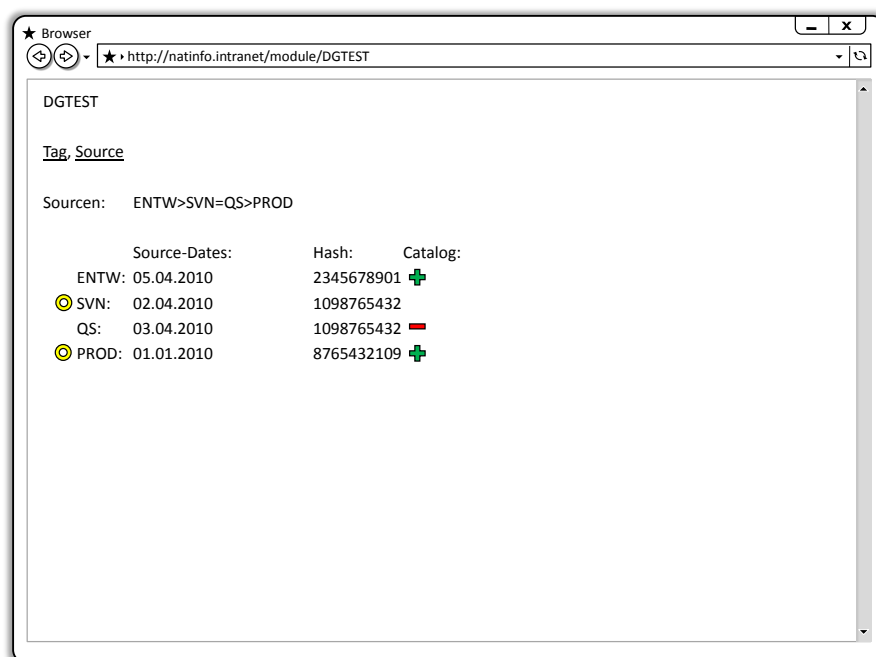 Browser
http://natinfo.intranet/module/DGTEST
DGTEST
Tag, Source
Sourcen: ENTW>SVN=QS>PROD
Source-Dates: Hash: Catalog:
ENTW: 05.04.2010 2345678901
SVN: 02.04.2010 1098765432
QS: 03.04.2010 1098765432
PROD: 01.01.2010 8765432109